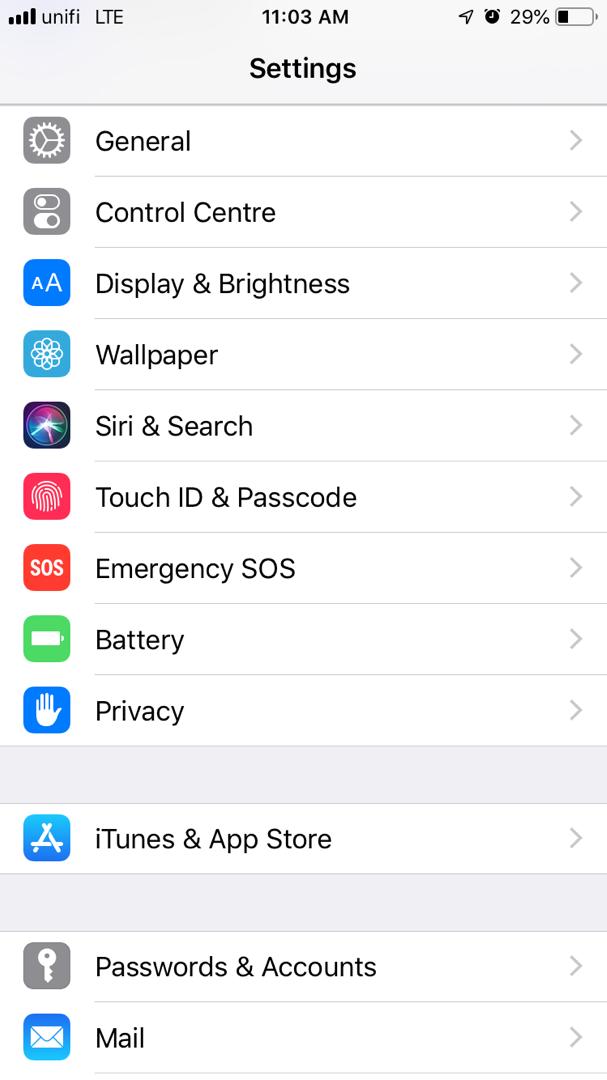 unifi LTE 11:03 AM 29%
Settings
General
Control Centre
AA Display & Brightness
Wallpaper
Siri & Search
Touch ID & Passcode
SOS Emergency SOS
Battery
Privacy
iTunes & App Store
Passwords & Accounts
Mail